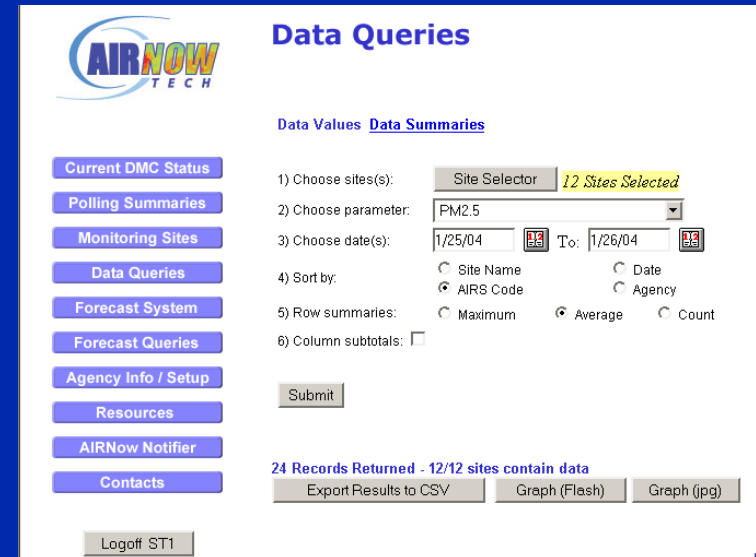 AIRNOW
TECH
Data Queries
Data Values Data Summaries
Current DMC Status
Polling Summaries
Monitoring Sites
Data Queries
Forecast System
Forecast Queries
Agency Info / Setup
Resources
AIRNow Notifier
Contacts
Logoff ST1
1) Choose sites(s): Site Selector 12 Sites Selected
2) Choose parameter: PM2.5
3) Choose date(s): 1/25/04 To: 1/26/04
4) Sort by: Site Name Date
AIRS Code Agency
5) Row summaries: Maximum Average Count
6) Column subtotals:
Submit
24 Records Returned - 12/12 sites contain data
Export Results to CSV Graph (Flash) Graph (jpg)